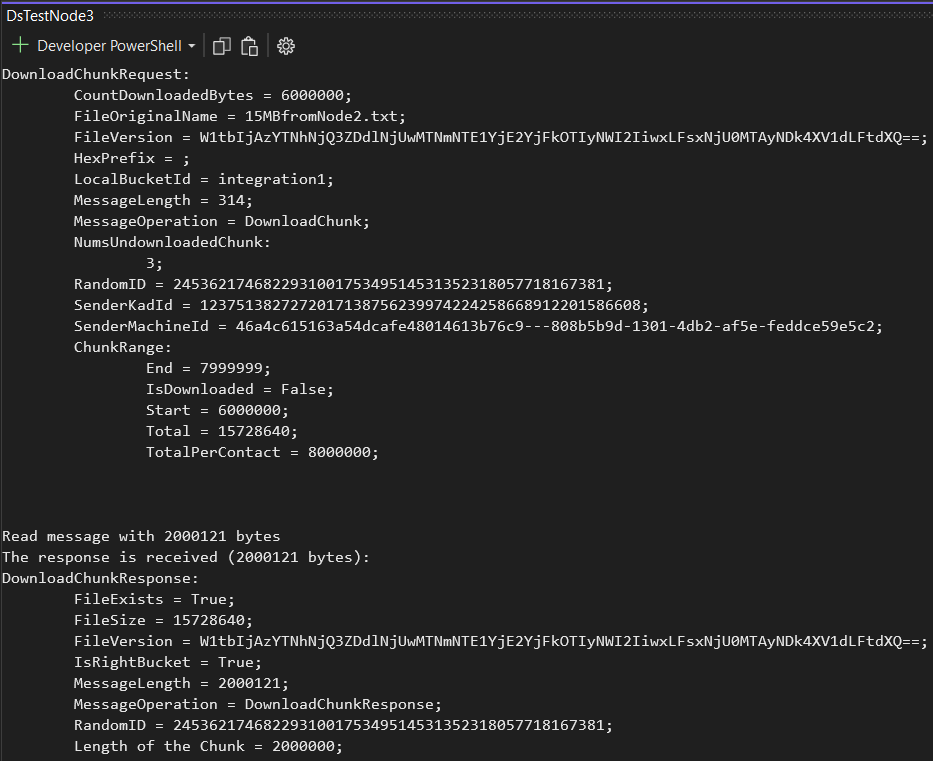 DsTestNode3
Developer PowerShell
DownloadChunkRequest:
CountDownloadedBytes = 6000000;
FileOriginalName = 15MBfromNode2.txt;
FileVersion = W1tbIjAzYTNhNjQ3ZDdlNjUwMTNmNTE1YjE2YjFkOTIyNWI2IiwxLFsxNjU0MTAyNDk4XV1dLFtdXQ==;
HexPrefix = ;
LocalBucketId = integration1;
MessageLength = 314;
MessageOperation = DownloadChunk;
NumsUndownloadedChunk:
3;
RandomID = 245362174682293100175349514531352318057718167381;
SenderKadId = 1237513827272017138756239974224258668912201586608;
SenderMachineId = 46a4c615163a54dcafe48014613b76c9---808b5b9d-1301-4db2-af5e-feddce59e5c2;
ChunkRange:
End = 7999999;
IsDownloaded = False;
Start = 6000000;
Total = 15728640;
TotalPerContact = 8000000;
Read message with 2000121 bytes
The response is received (2000121 bytes):
DownloadChunkResponse:
FileExists = True;
FileSize = 15728640;
FileVersion = W1tbIjAzYTNhNjQ3ZDdlNjUwMTNmNTE1YjE2YjFkOTIyNWI2IiwxLFsxNjU0MTAyNDk4XV1dLFtdXQ==;
IsRightBucket = True;
MessageLength = 2000121;
MessageOperation = DownloadChunkResponse;
RandomID = 245362174682293100175349514531352318057718167381;
Length of the Chunk = 2000000;